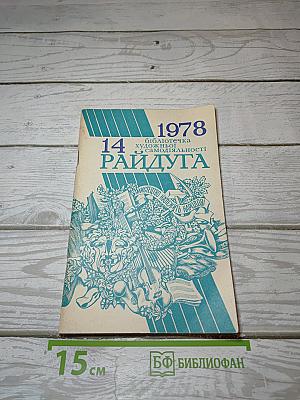 1978
бібліотечка
14 художньої
самодіяльності
РАЙДУГА
15 см
БФ БИБЛИОФАН